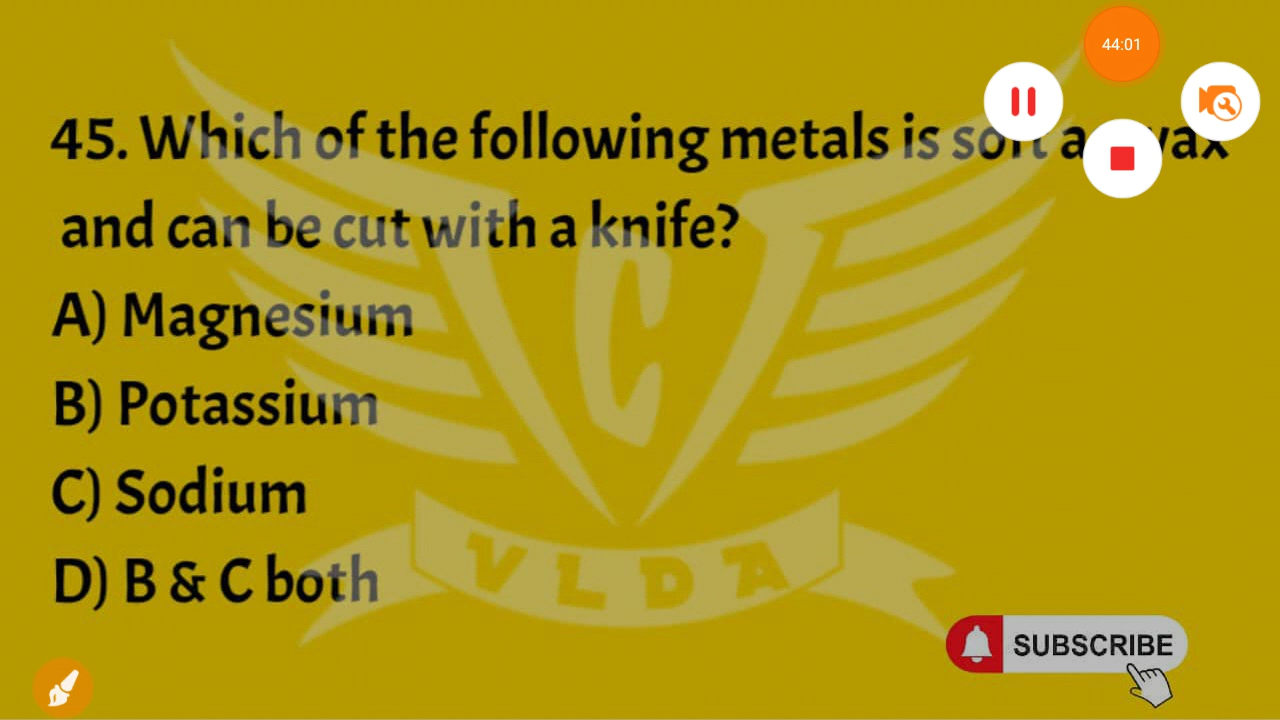 44:01
45. Which of the following metals is soft as wax
and can be cut with a knife?
A) Magnesium
B) Potassium
C) Sodium
D) B & C both
C
VLDA
SUBSCRIBE